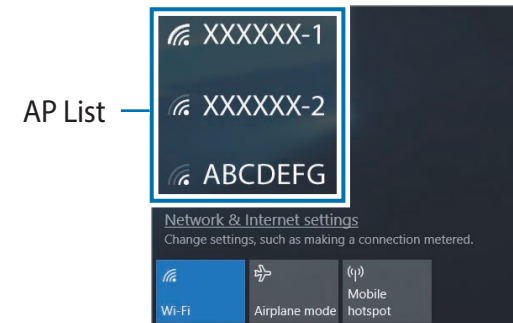 XXXXXX-1
AP List
XXXXXX-2
ABCDEFG
Network & Internet settings
Change settings, such as making a connection metered.
Wi-Fi
Airplane mode
Mobile
hotspot